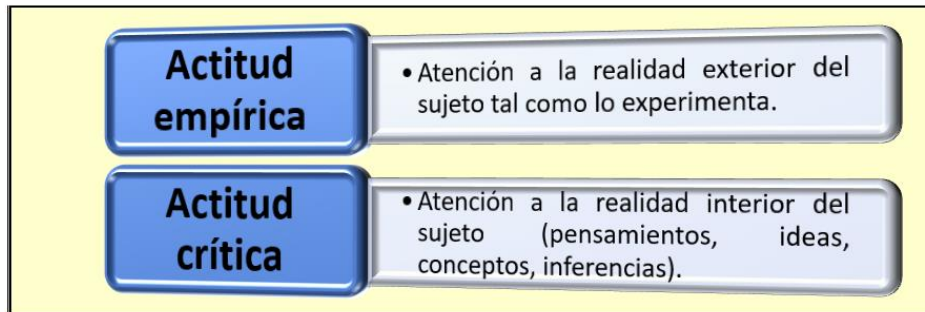 Actitud
empírica
• Atención a la realidad exterior del
sujeto tal como lo experimenta.
Actitud
crítica
• Atención a la realidad interior del
sujeto (pensamientos, ideas,
conceptos, inferencias).